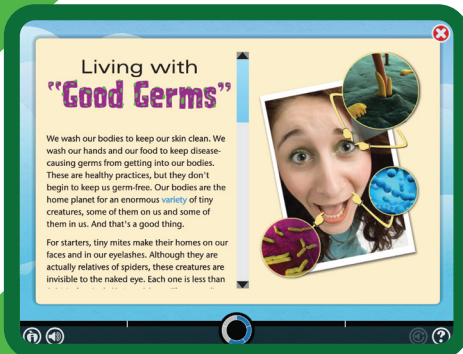 Living with
“Good Germs”
We wash our bodies to keep our skin clean. We
wash our hands and our food to keep disease-
causing germs from getting into our bodies.
These are healthy practices, but they don’t
begin to keep us germ-free. Our bodies are the
home planet for an enormous variety of tiny
creatures, some of them on us and some of
them in us. And that’s a good thing.
For starters, tiny mites make their homes on our
faces and in our eyelashes. Although they are
actually relatives of spiders, these creatures are
invisible to the naked eye. Each one is less than